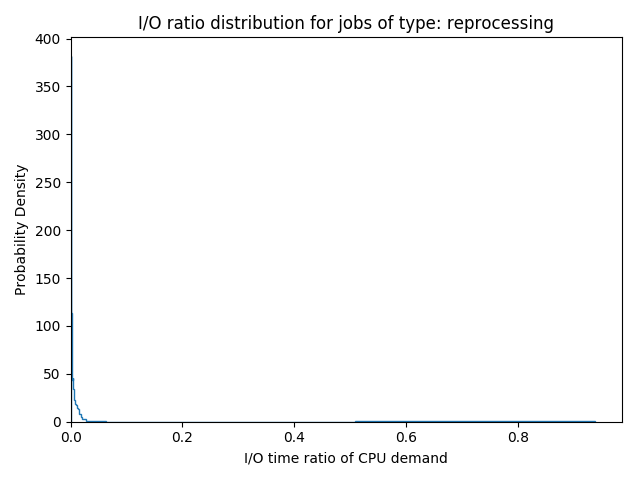 I/O ratio distribution for jobs of type: reprocessing
400
350
300
250
200
150
100
50
0
Probability Density
0.0 0.2 0.4 0.6 0.8
I/O time ratio of CPU demand